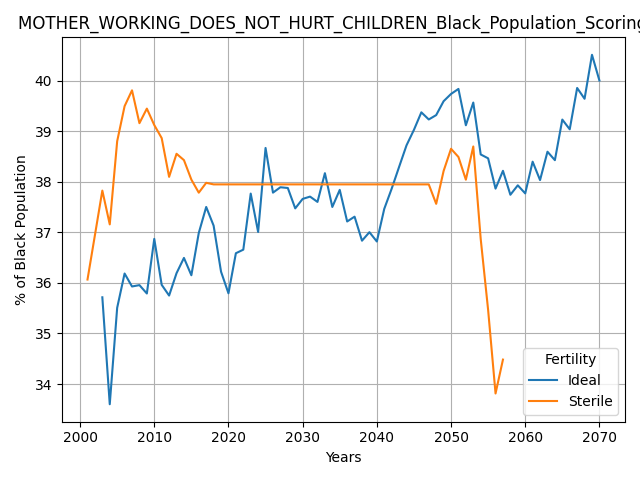 MOTHER_WORKING_DOES_NOT_HURT_CHILDREN_Black_Population_Scoring
% of Black Population
40
39
38
37
36
35
34
Fertility
Ideal
Sterile
2000 2010 2020 2030 2040 2050 2060 2070
Years